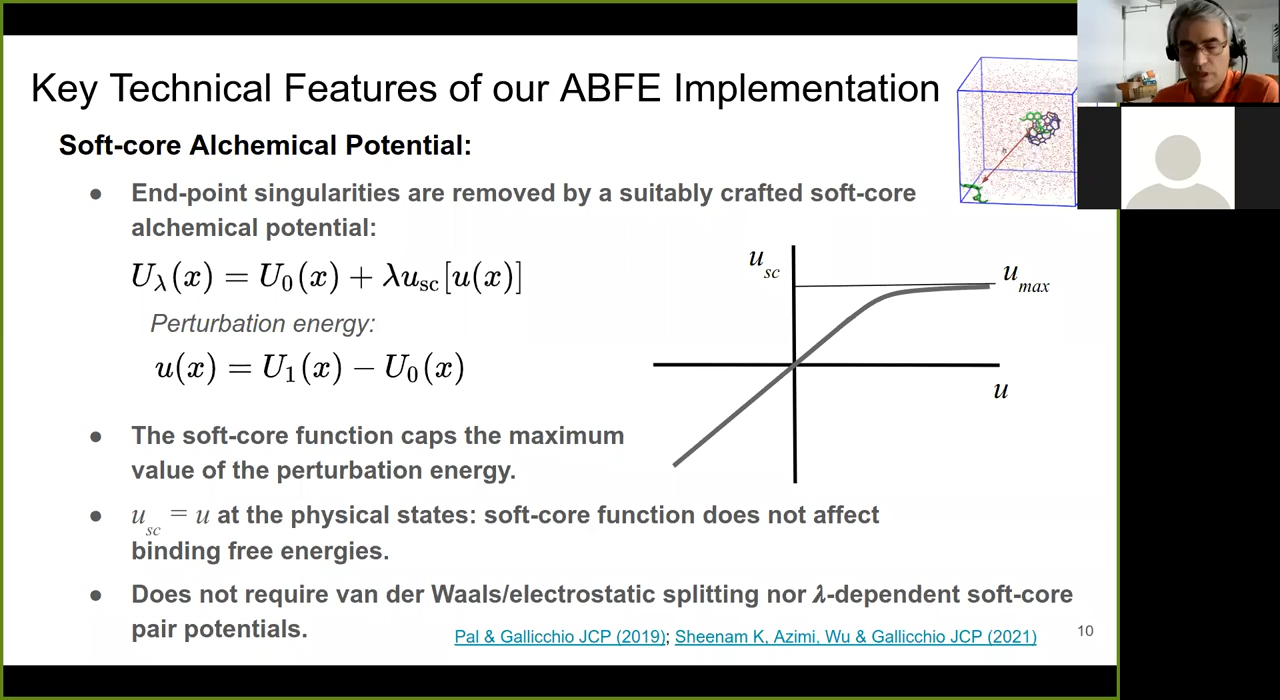 Key Technical Features of our ABFE Implementation
Soft-core Alchemical Potential:
● End-point singularities are removed by a suitably crafted soft-core
alchemical potential:
U_λ(x) = U_0(x) + λu_sc[u(x)]
Perturbation energy:
u(x) = U_1(x) − U_0(x)
u_sc
u_max
u
● The soft-core function caps the maximum
value of the perturbation energy.
● u_sc = u at the physical states: soft-core function does not affect
binding free energies.
● Does not require van der Waals/electrostatic splitting nor λ-dependent soft-core
pair potentials.
Pal & Gallicchio JCP (2019); Sheenam K, Azimi, Wu & Gallicchio JCP (2021)
10